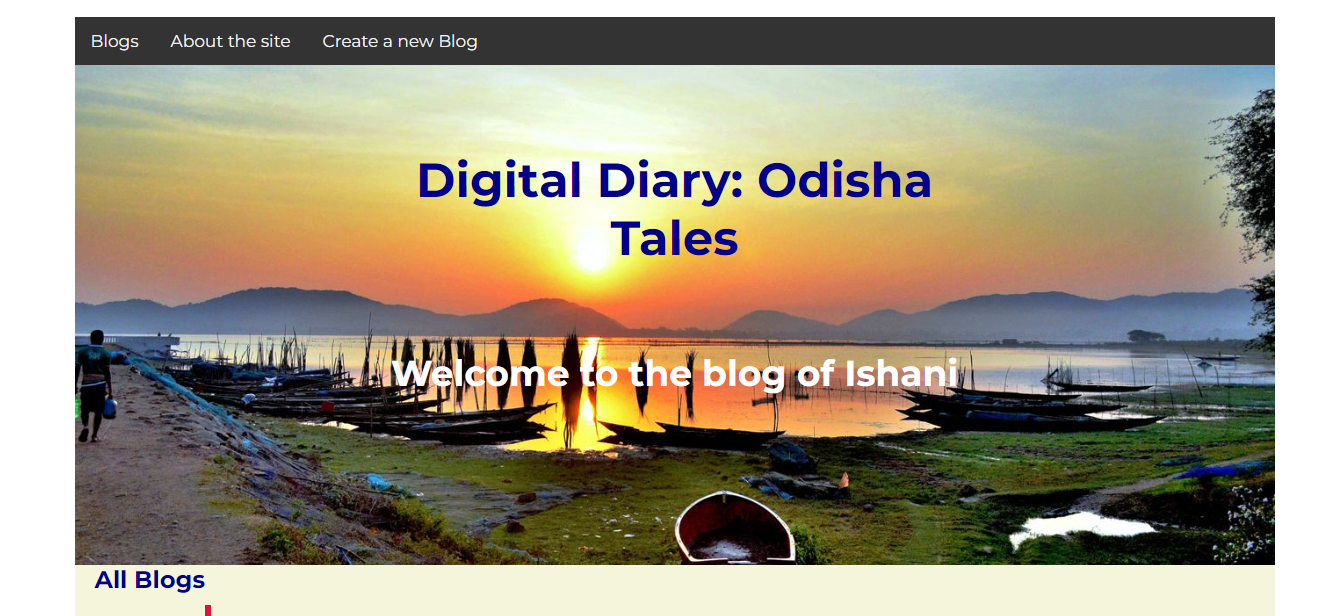 Blogs About the site Create a new Blog
Digital Diary: Odisha
Tales
Welcome to the blog of Ishani
All Blogs